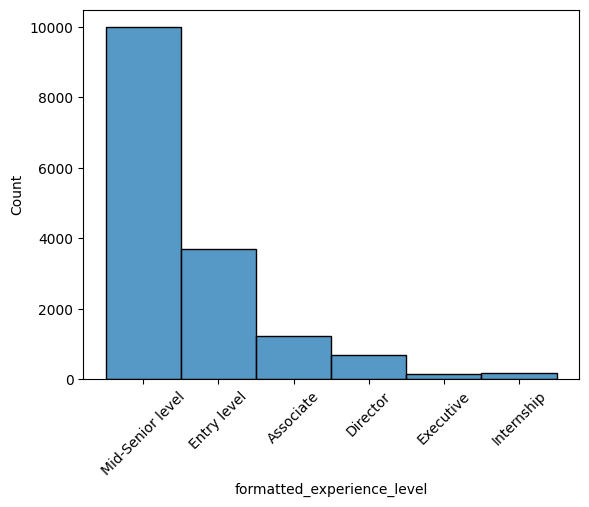 10000
8000
6000
4000
2000
0
Count
Mid-Senior level
Entry level
Associate
Director
Executive
Internship
formatted_experience_level